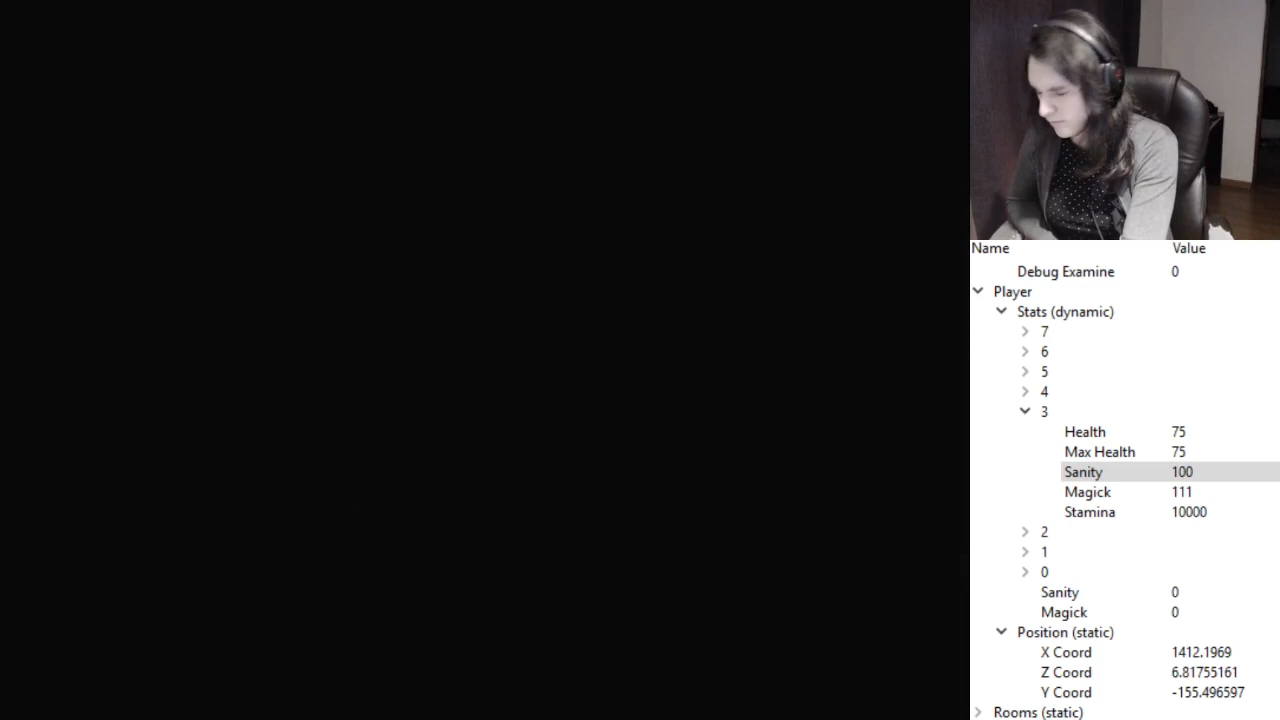 Name Value
Debug Examine 0
Player
Stats (dynamic)
7
6
5
4
3
Health 75
Max Health 75
Sanity 100
Magick 111
Stamina 10000
2
1
0
Sanity 0
Magick 0
Position (static)
X Coord 1412.1969
Z Coord 6.81755161
Y Coord -155.496597
Rooms (static)